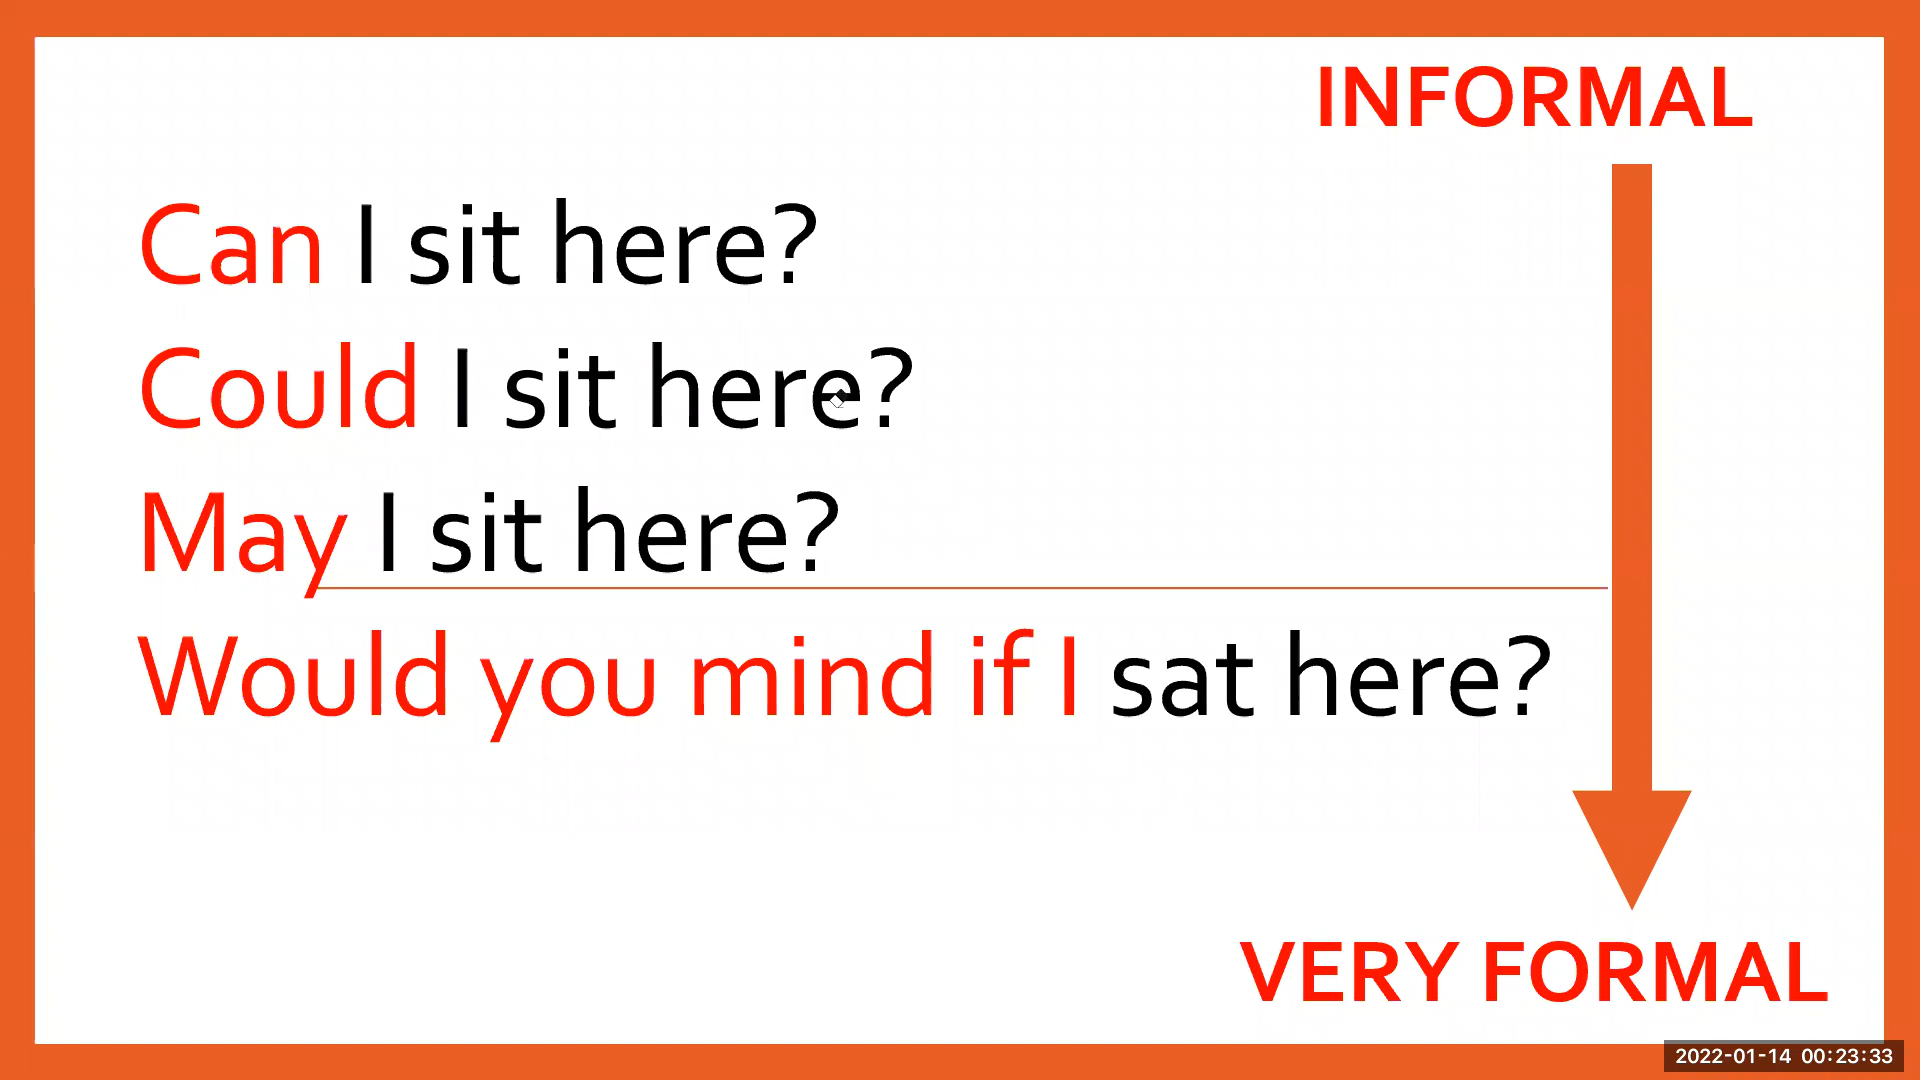 INFORMAL
Can I sit here?
Could I sit here?
May I sit here?
Would you mind if I sat here?
VERY FORMAL
2022-01-14 00:23:33